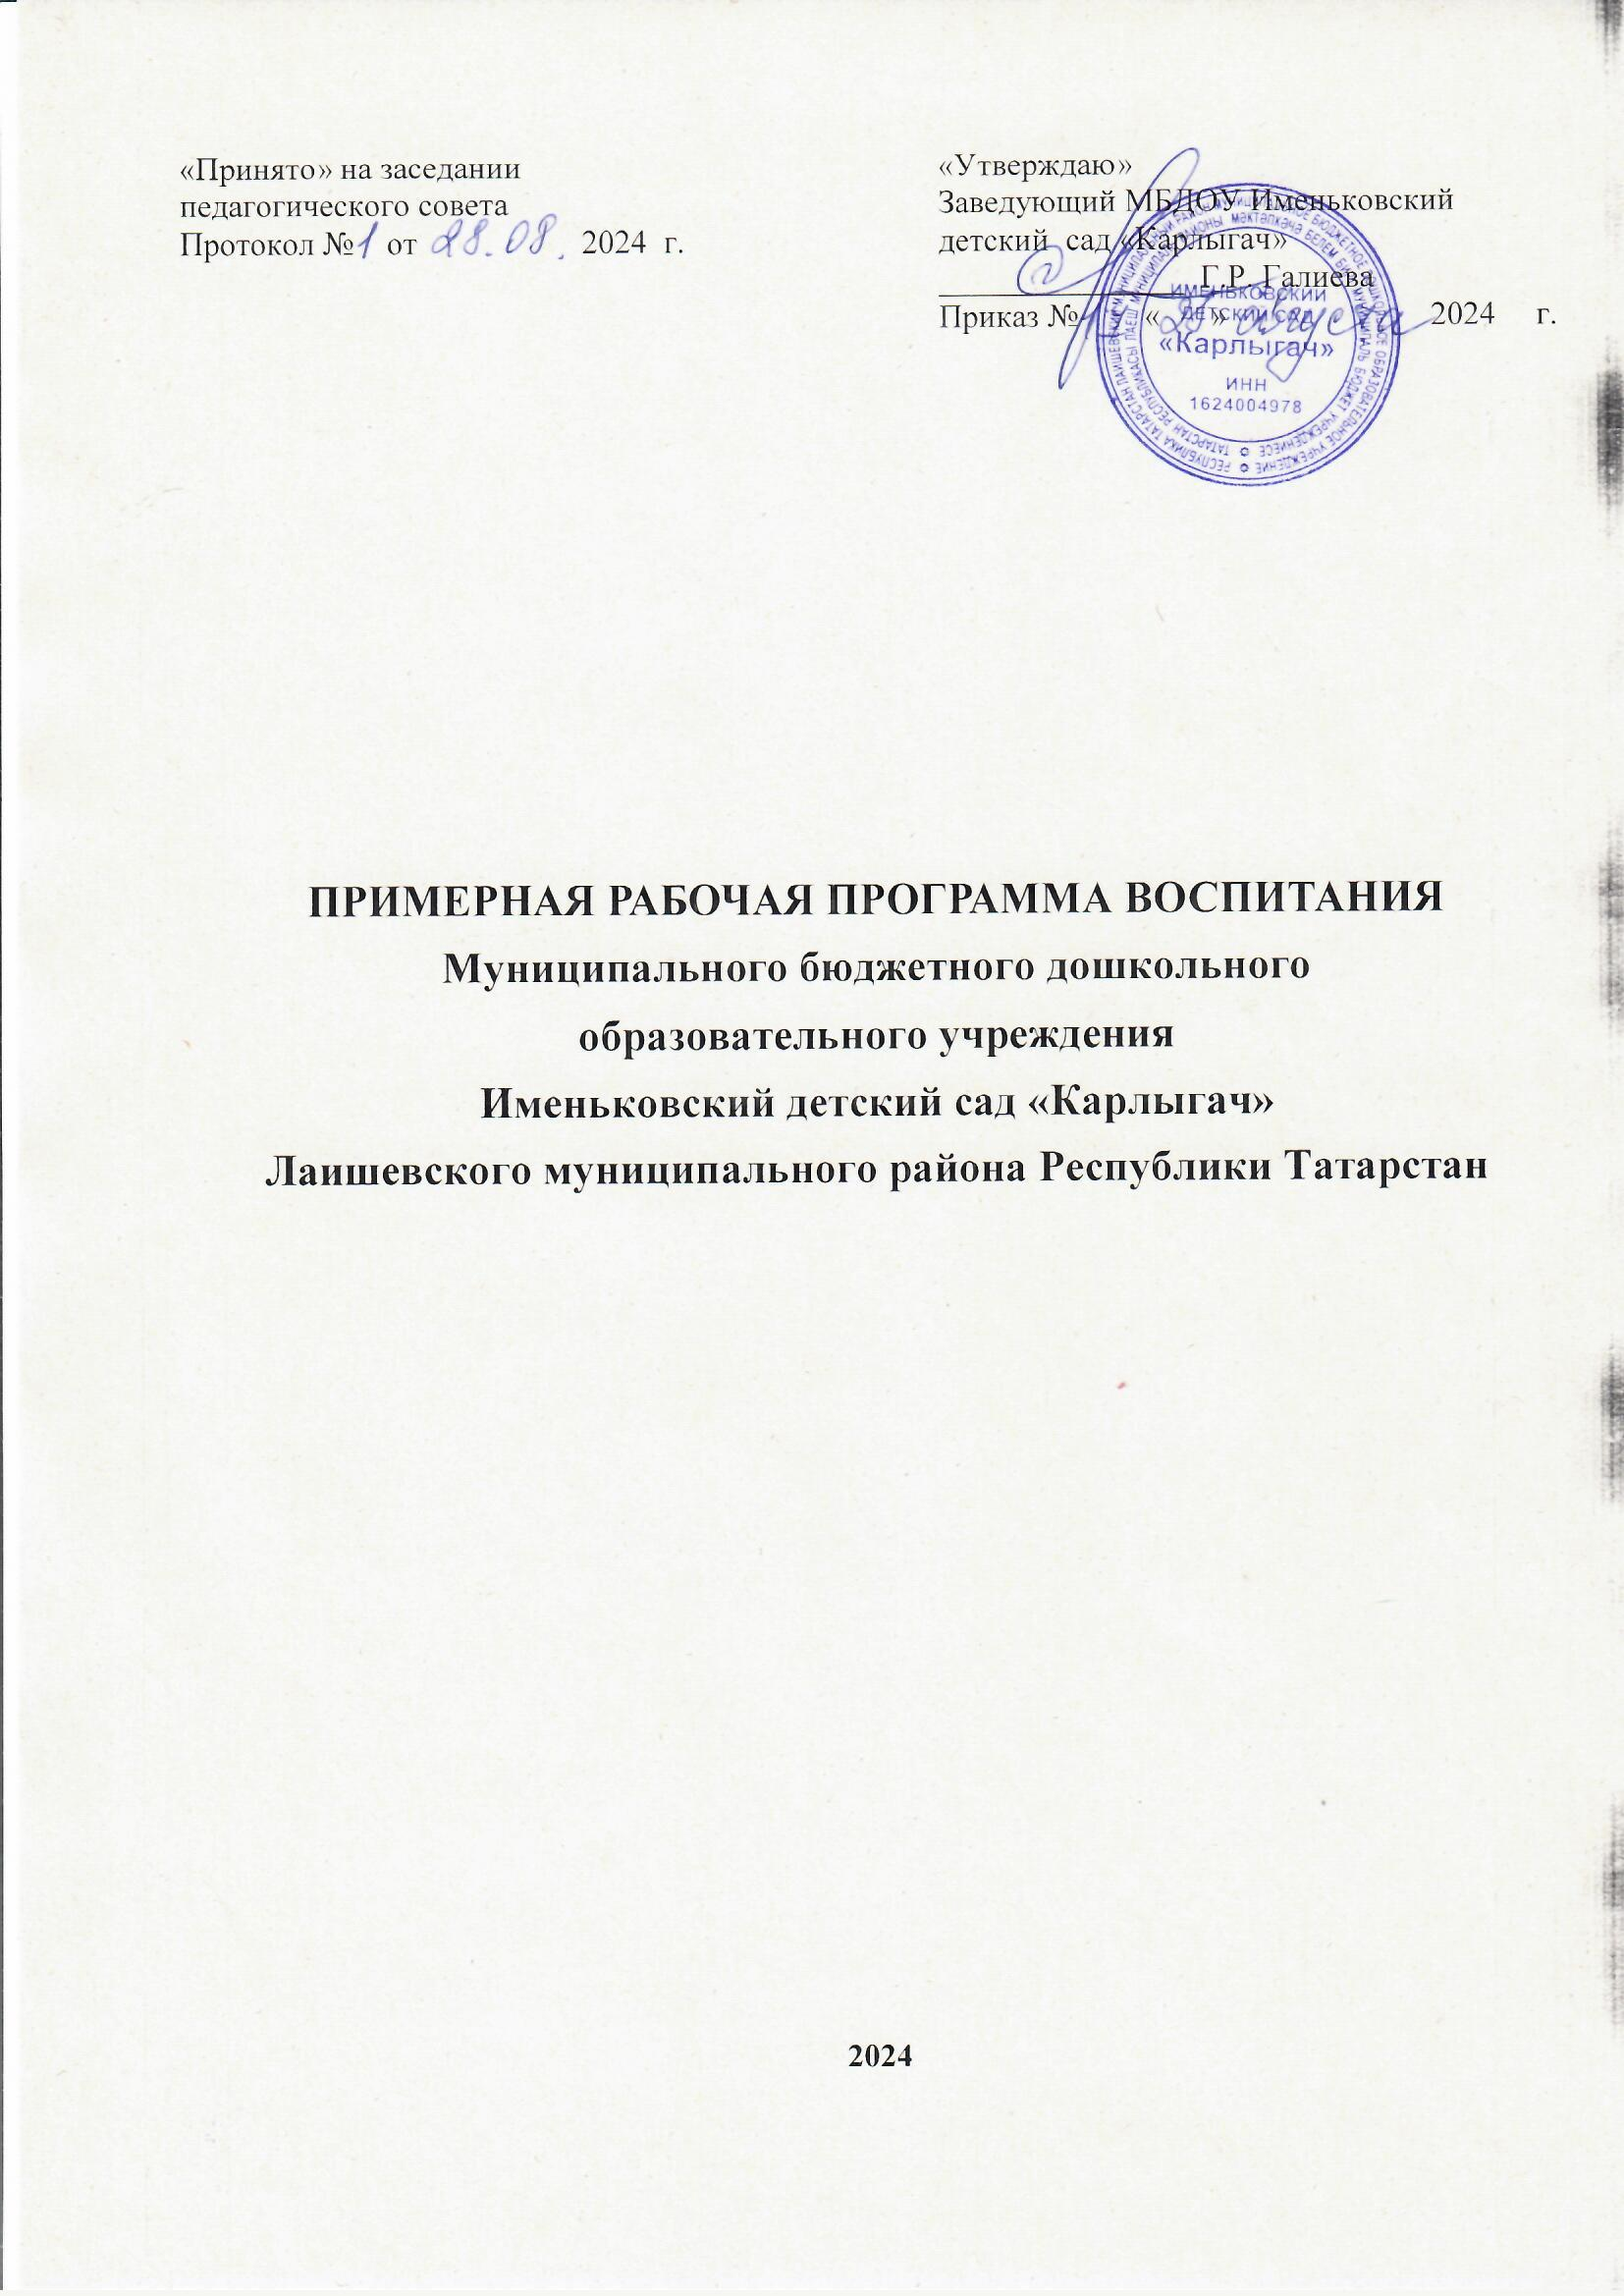 «Принято» на заседании
педагогического совета
Протокол №1 от 28.08. 2024 г.
«Утверждаю»
Заведующий МБДОУ Именьковский
детский сад «Карлыгач»
Г.Р. Галиева
Приказ № « » августа 2024 г.
ИМЕНЬКОВСКИЙ
ДЕТСКИЙ САД
«Карлыгач»
ИНН
1624004978
ПРИМЕРНАЯ РАБОЧАЯ ПРОГРАММА ВОСПИТАНИЯ
Муниципального бюджетного дошкольного
образовательного учреждения
Именьковский детский сад «Карлыгач»
Лаишевского муниципального района Республики Татарстан
2024